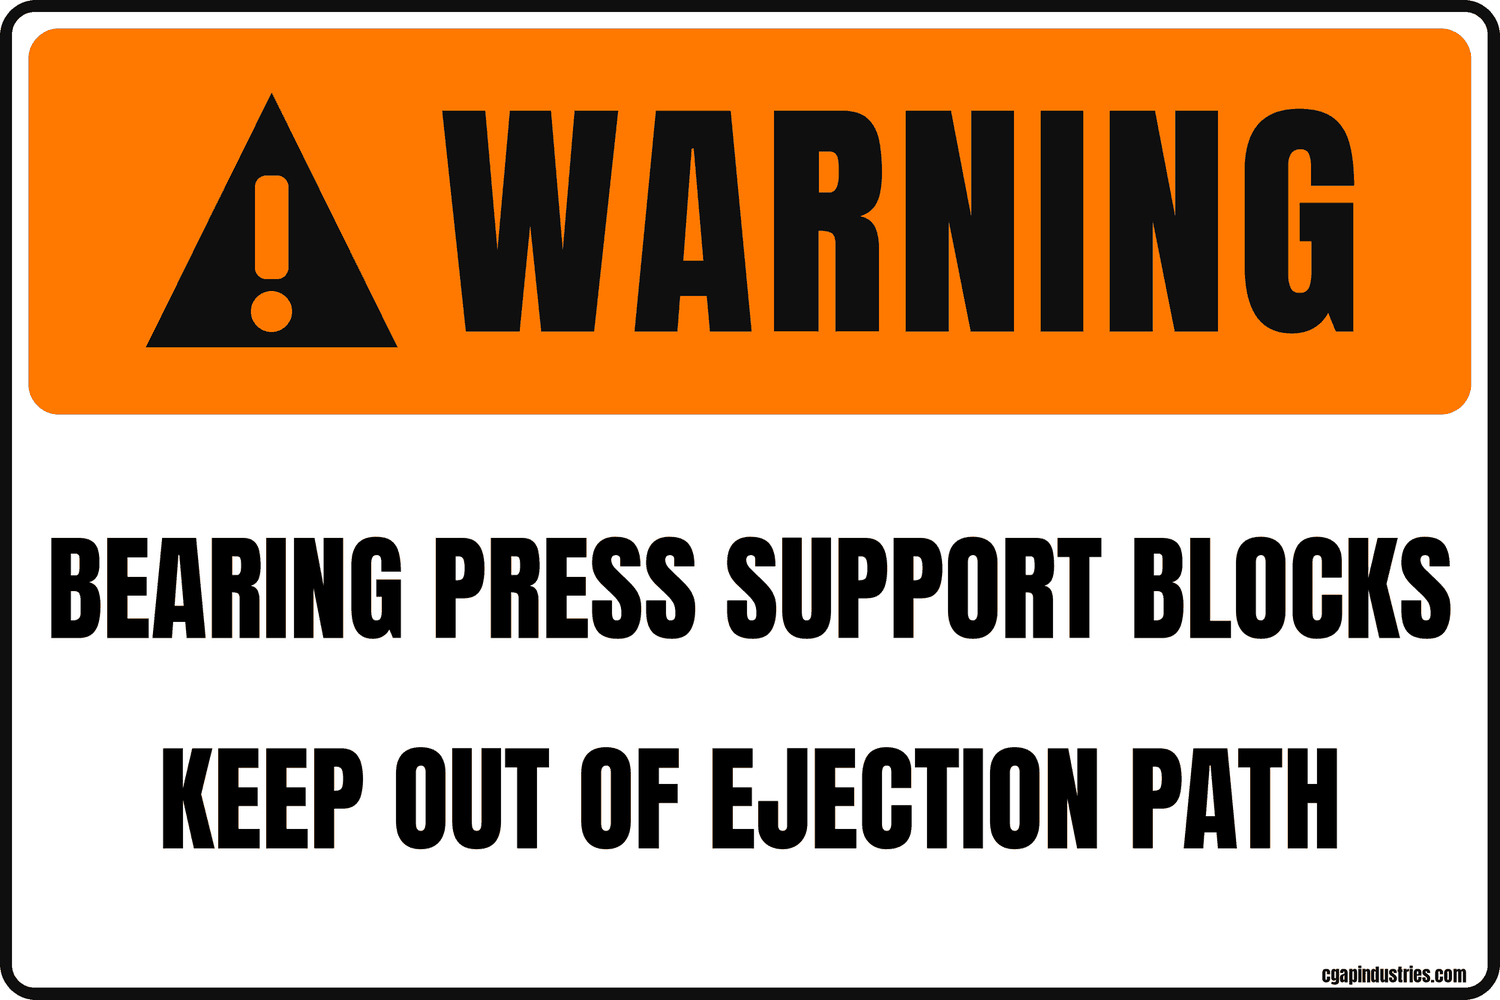 WARNING
BEARING PRESS SUPPORT BLOCKS
KEEP OUT OF EJECTION PATH
cgapindustries.com